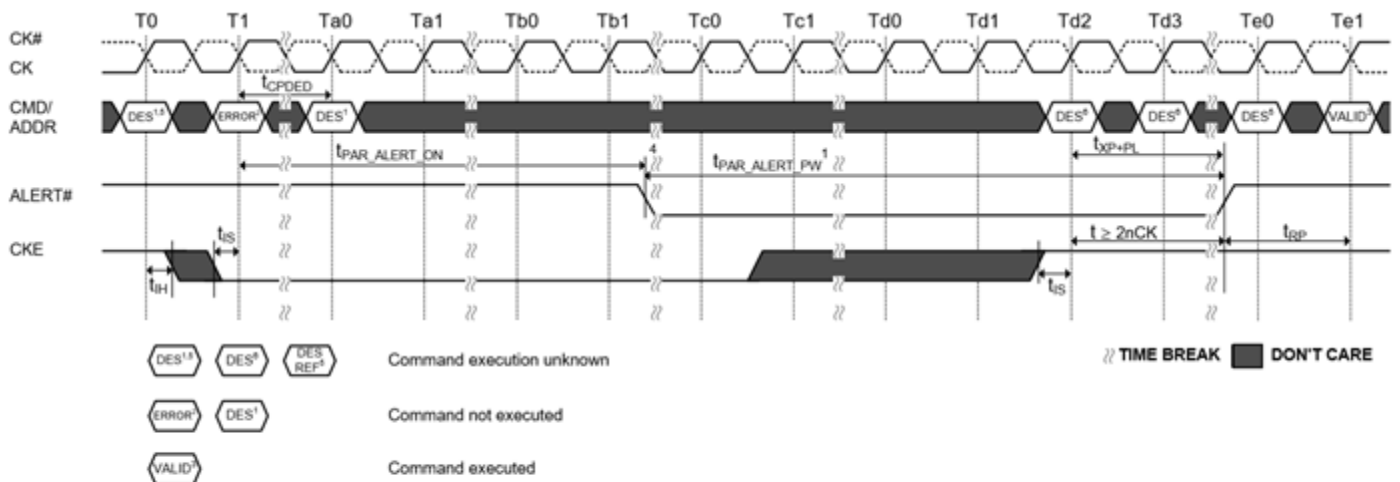 T0 T1 Ta0 Ta1 Tb0 Tb1 Tc0 Tc1 Td0 Td1 Td2 Td3 Te0 Te1
CK#
CK
tCPDED
CMD/
ADDR
DES1,5 ERROR2 DES1 DES6 DES6 DES6 VALID3
tPAR_ALERT_ON 4 tPAR_ALERT_PW1 tXP+PL
ALERT#
tIS t ≥ 2nCK tRP
CKE
tIH tIS
DES1,5 DES6 DES REF5 Command execution unknown
TIME BREAK DON'T CARE
ERROR2 DES1 Command not executed
VALID3 Command executed